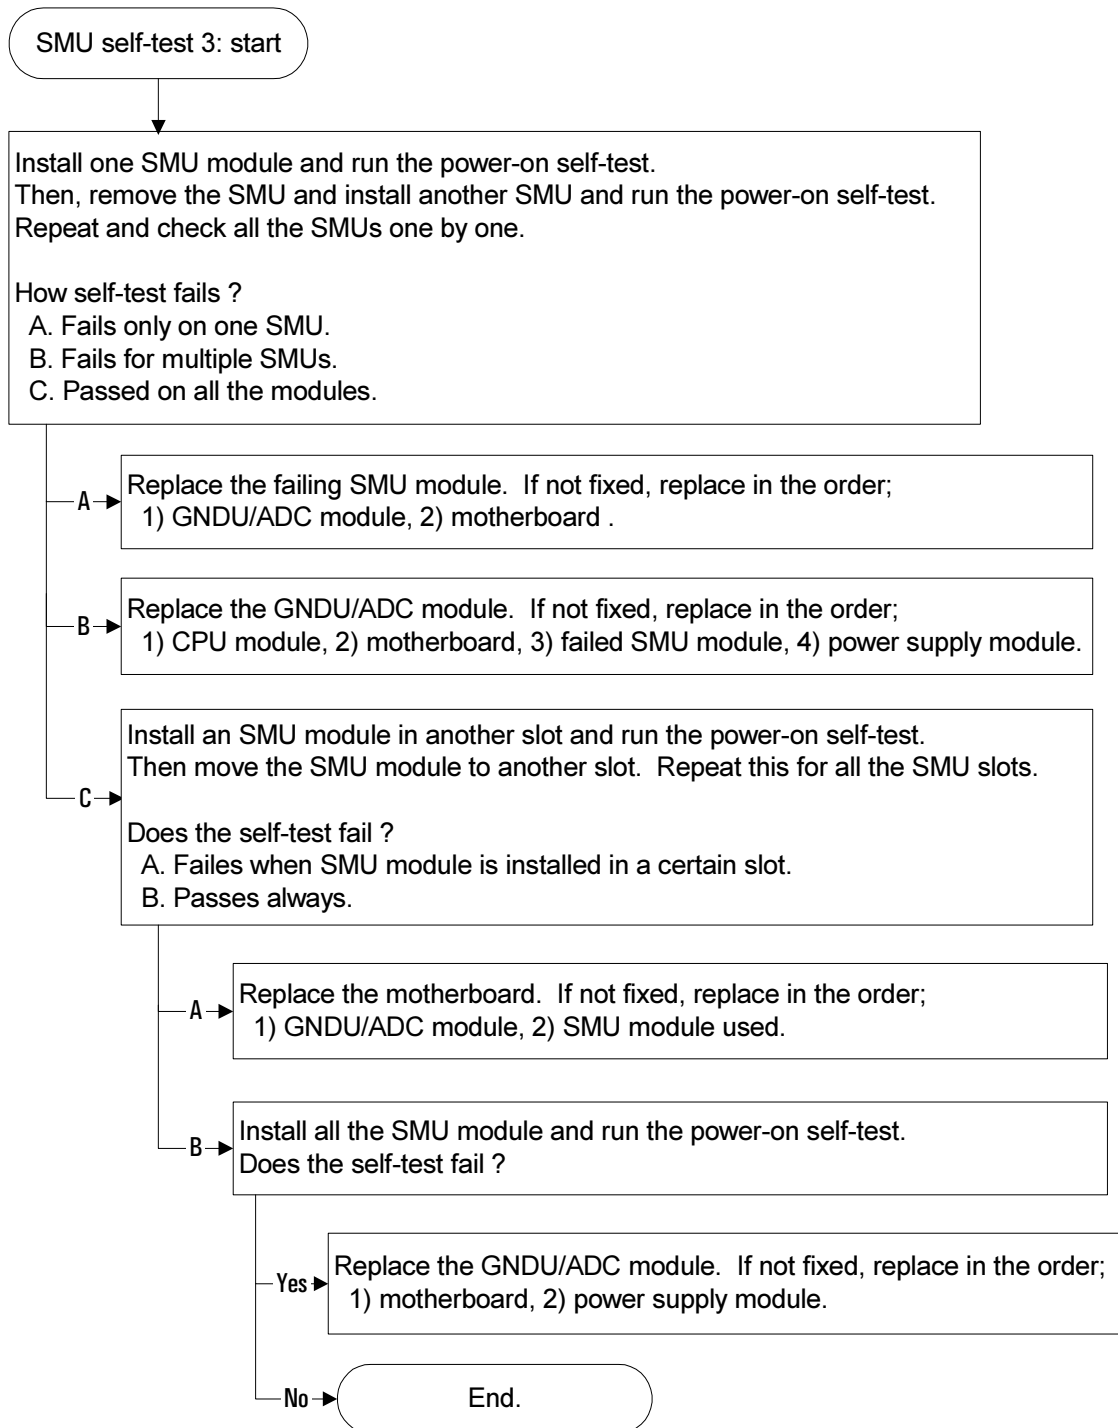 SMU self-test 3: start
Install one SMU module and run the power-on self-test.
Then, remove the SMU and install another SMU and run the power-on self-test.
Repeat and check all the SMUs one by one.
How self-test fails ?
A. Fails only on one SMU.
B. Fails for multiple SMUs.
C. Passed on all the modules.
A
Replace the failing SMU module. If not fixed, replace in the order;
1) GNDU/ADC module, 2) motherboard .
B
Replace the GNDU/ADC module. If not fixed, replace in the order;
1) CPU module, 2) motherboard, 3) failed SMU module, 4) power supply module.
C
Install an SMU module in another slot and run the power-on self-test.
Then move the SMU module to another slot. Repeat this for all the SMU slots.
Does the self-test fail ?
A. Failes when SMU module is installed in a certain slot.
B. Passes always.
A
Replace the motherboard. If not fixed, replace in the order;
1) GNDU/ADC module, 2) SMU module used.
B
Install all the SMU module and run the power-on self-test.
Does the self-test fail ?
Yes
Replace the GNDU/ADC module. If not fixed, replace in the order;
1) motherboard, 2) power supply module.
No
End.